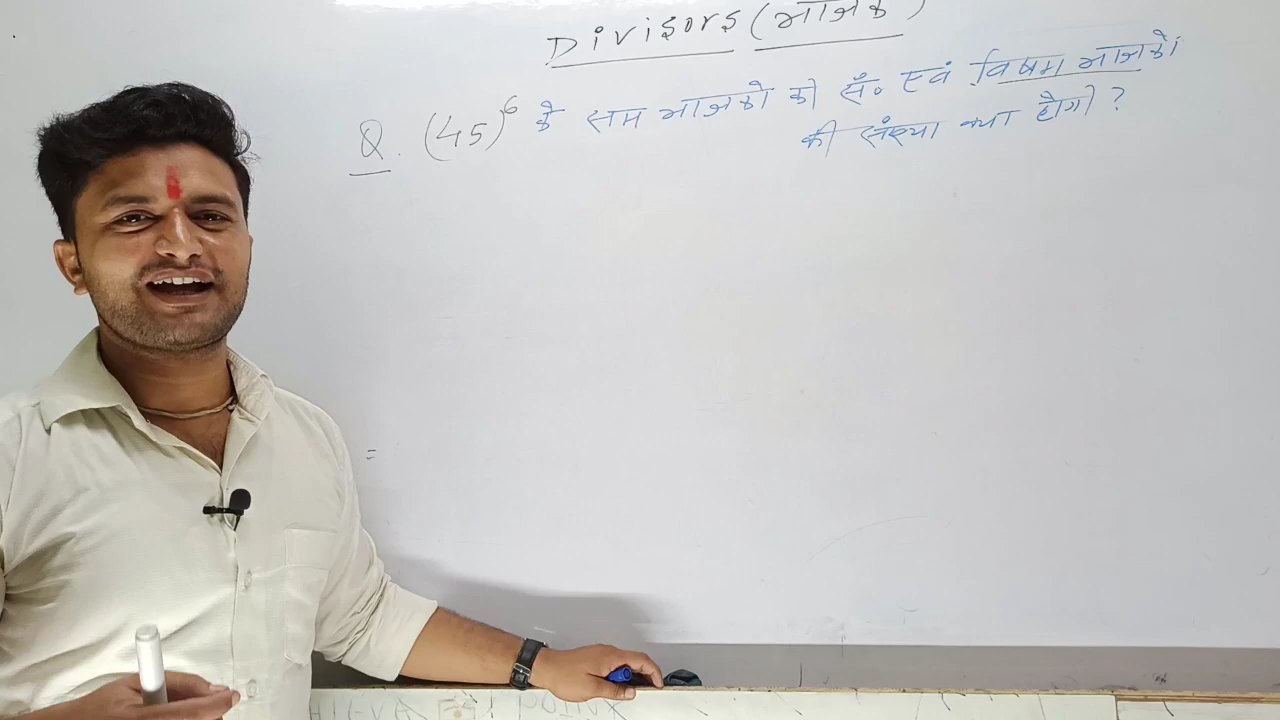 Divisors (भाजक)
Q. (45)⁶ के सम भाजको की सं० एवं विषम भाजकों
की संख्या क्या होगी ?
=